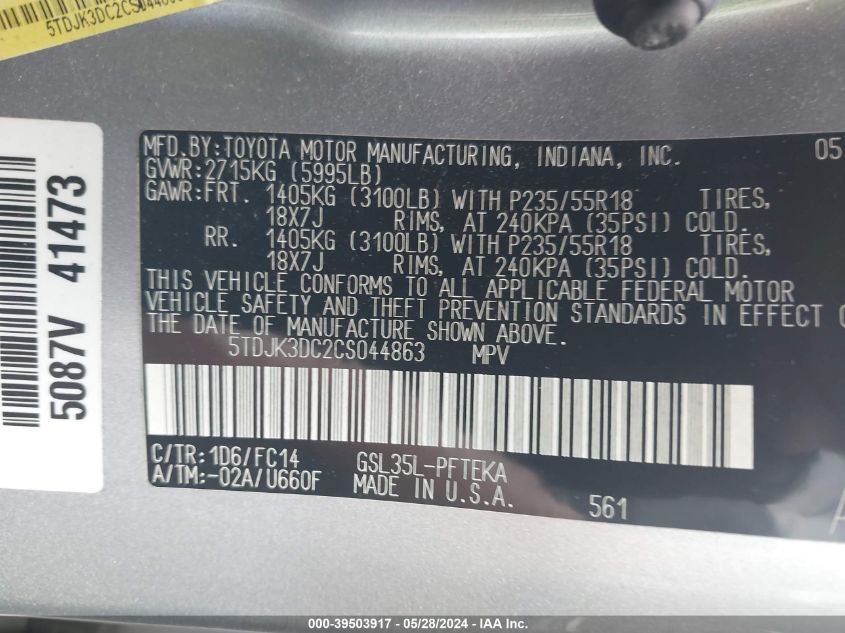 5TDJK3DC2CS044863
5087V 41473
MFD.BY:TOYOTA MOTOR MANUFACTURING, INDIANA, INC. 05
GVWR:2715KG (5995LB)
GAWR:FRT. 1405KG (3100LB) WITH P235/55R18 TIRES,
18X7J RIMS, AT 240KPA (35PSI) COLD.
RR. 1405KG (3100LB) WITH P235/55R18 TIRES,
18X7J RIMS, AT 240KPA (35PSI) COLD.
THIS VEHICLE CONFORMS TO ALL APPLICABLE FEDERAL MOTOR
VEHICLE SAFETY AND THEFT PREVENTION STANDARDS IN EFFECT
THE DATE OF MANUFACTURE SHOWN ABOVE.
5TDJK3DC2CS044863 MPV
C/TR:1D6/FC14 GSL35L-PFTEKA
A/TM:-02A/U660F MADE IN U.S.A.
561
000-39503917 - 05/28/2024 - IAA Inc.